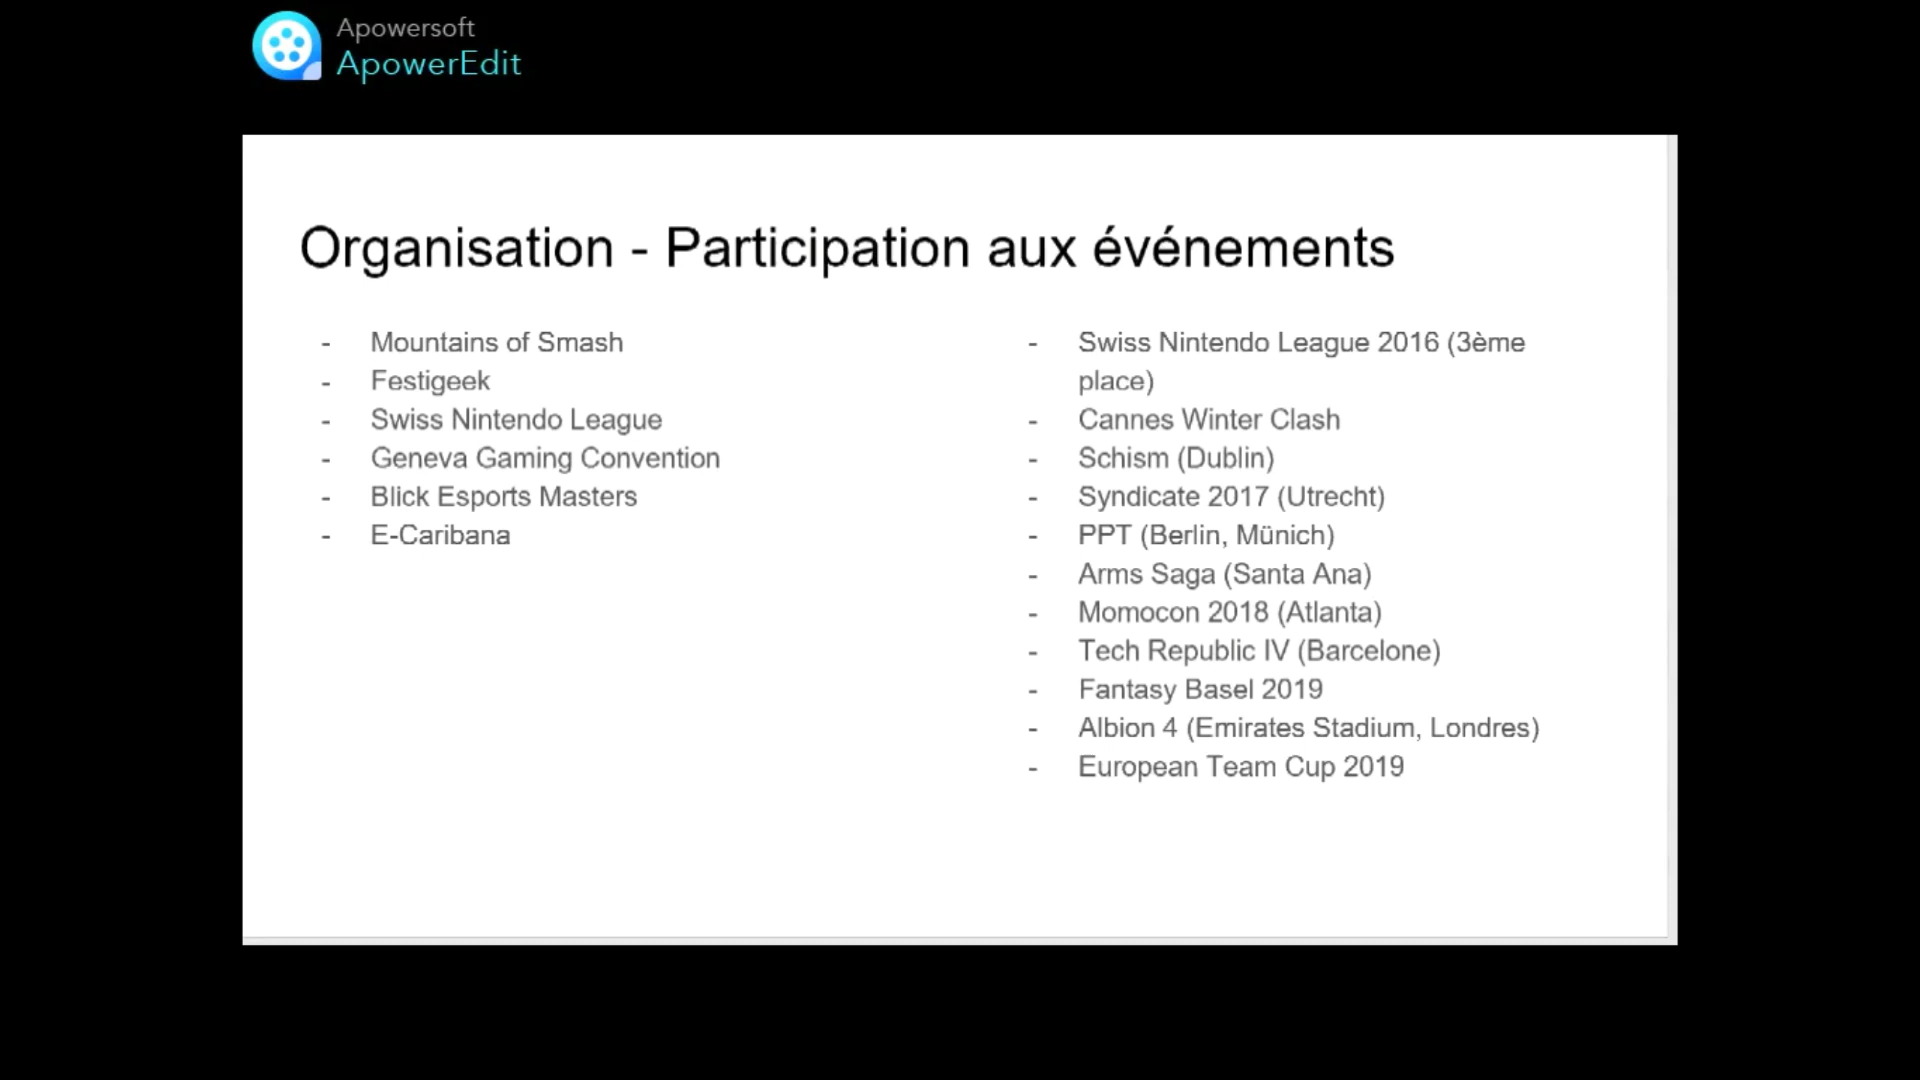 Apowersoft
ApowerEdit
Organisation - Participation aux événements
- Mountains of Smash
- Festigeek
- Swiss Nintendo League
- Geneva Gaming Convention
- Blick Esports Masters
- E-Caribana
- Swiss Nintendo League 2016 (3ème
place)
- Cannes Winter Clash
- Schism (Dublin)
- Syndicate 2017 (Utrecht)
- PPT (Berlin, Münich)
- Arms Saga (Santa Ana)
- Momocon 2018 (Atlanta)
- Tech Republic IV (Barcelone)
- Fantasy Basel 2019
- Albion 4 (Emirates Stadium, Londres)
- European Team Cup 2019